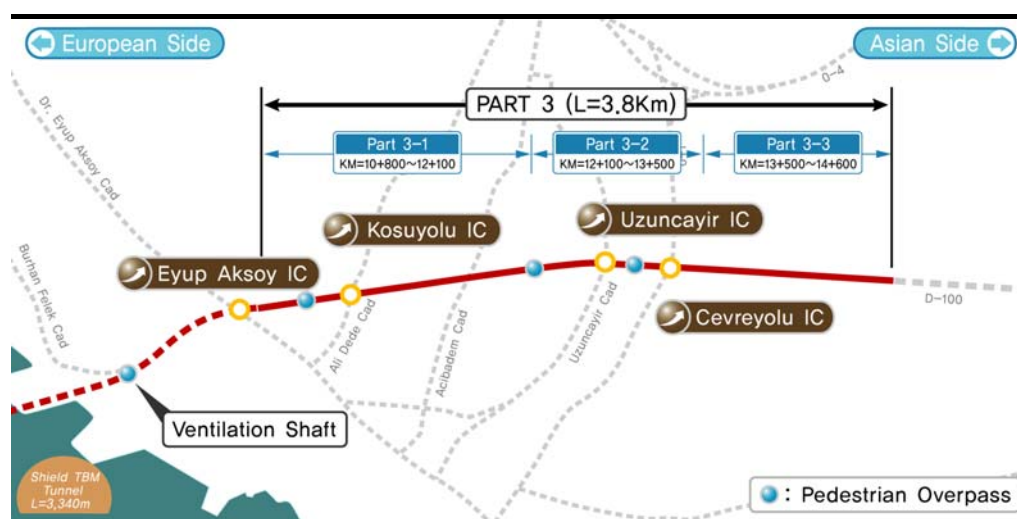 European Side
Asian Side
PART 3 (L=3.8Km)
Part 3-1
KM=10+800~12+100
Part 3-2
KM=12+100~13+500
Part 3-3
KM=13+500~14+600
O-4
Dr. Eyup Aksoy Cad
Kosuyolu IC
Uzuncayir IC
Eyup Aksoy IC
Burhan Felek Cad
Cevreyolu IC
D-100
Ali Dede Cad
Acibadem Cad
Uzuncayir Cad
Ventilation Shaft
Shield TBM
Tunnel
L=3,340m
: Pedestrian Overpass